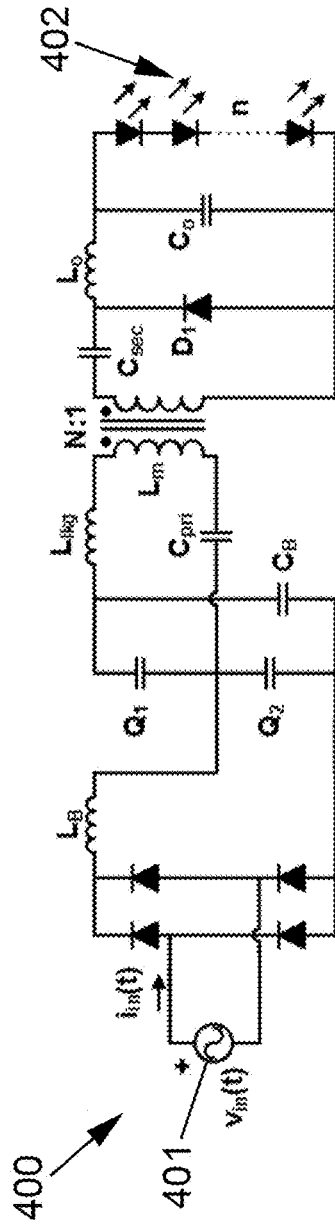 400
401
v_in(t)
+
i_in(t)
L_B
Q_1
Q_2
C_B
L_lkg
C_pri
L_m
N:1
C_sec
D_1
L_o
C_o
n
402